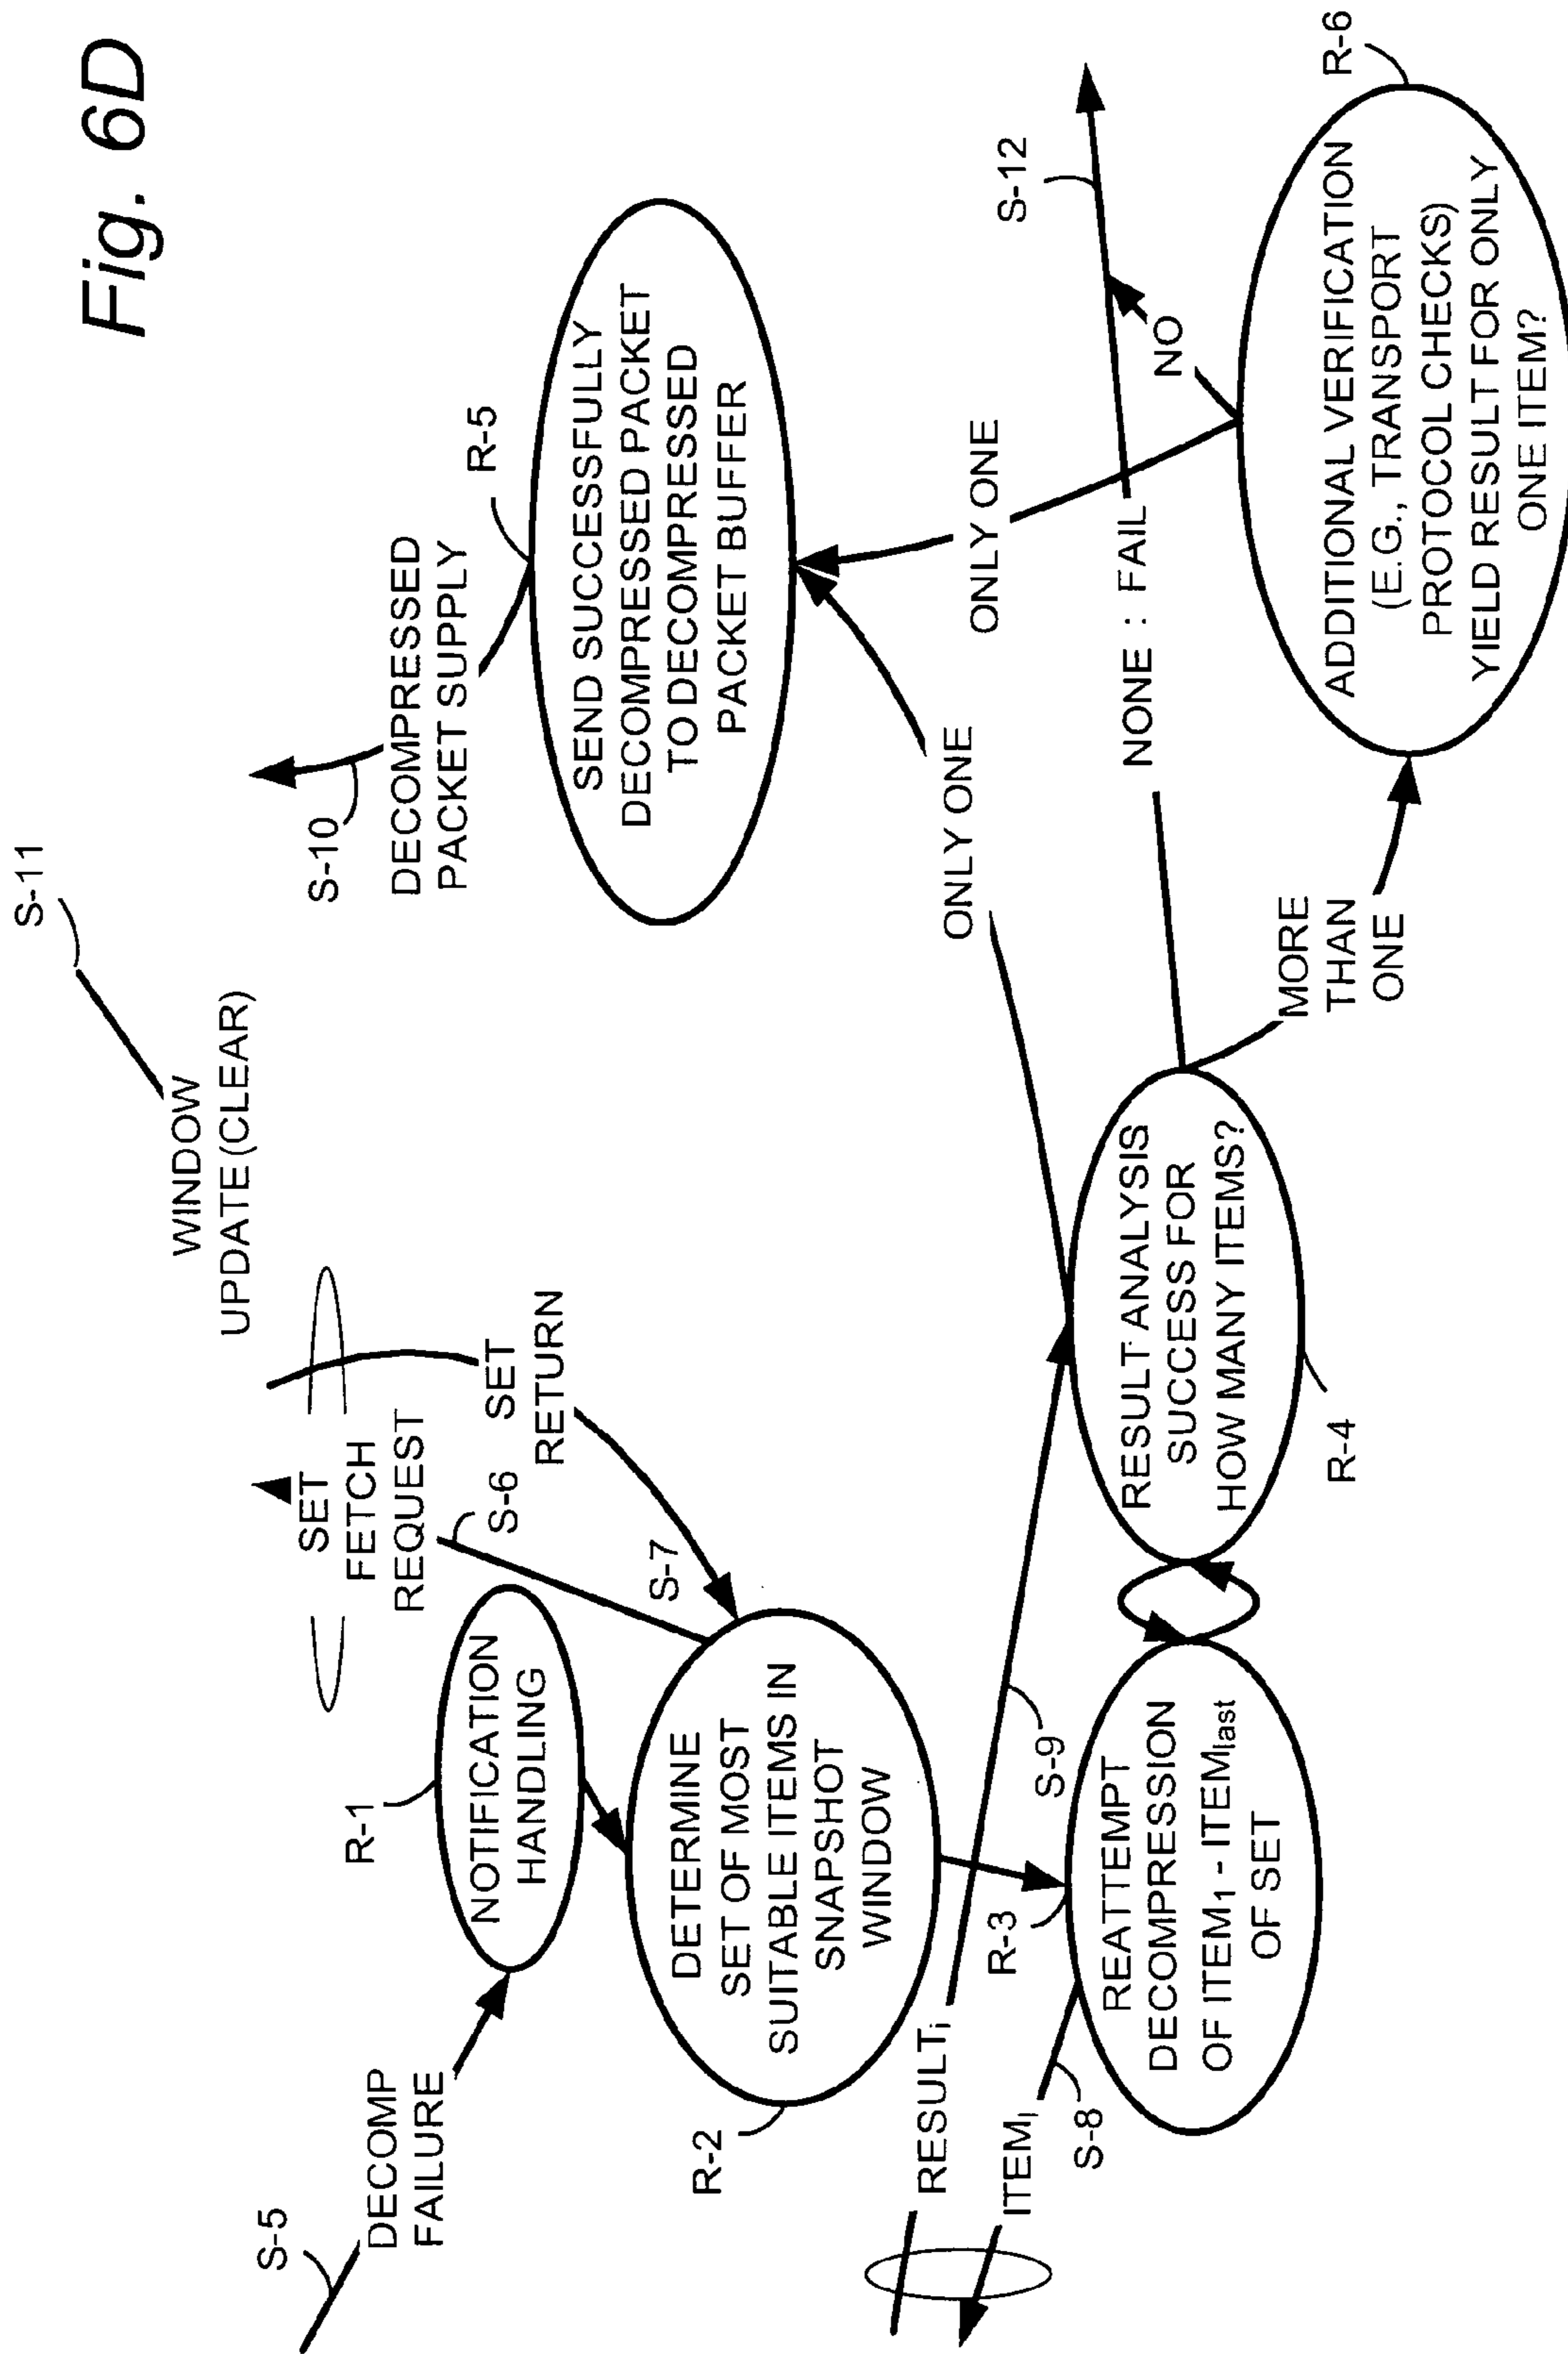 Fig. 6D
S-11
WINDOW
UPDATE (CLEAR)
S-5
DECOMP
FAILURE
R-1
NOTIFICATION
HANDLING
SET
FETCH
REQUEST
S-6
SET
RETURN
S-7
R-2
DETERMINE
SET OF MOST
SUITABLE ITEMS IN
SNAPSHOT
WINDOW
S-10
DECOMPRESSED
PACKET SUPPLY
R-5
SEND SUCCESSFULLY
DECOMPRESSED PACKET
TO DECOMPRESSED
PACKET BUFFER
RESULTi
ITEMI
S-8
R-3
S-9
REATTEMPT
DECOMPRESSION
OF ITEM1 - ITEMlast
OF SET
RESULT ANALYSIS
SUCCESS FOR
HOW MANY ITEMS?
R-4
ONLY ONE
ONLY ONE
NONE : FAIL
S-12
NO
MORE
THAN
ONE
R-6
ADDITIONAL VERIFICATION
(E.G., TRANSPORT
PROTOCOL CHECKS)
YIELD RESULT FOR ONLY
ONE ITEM?